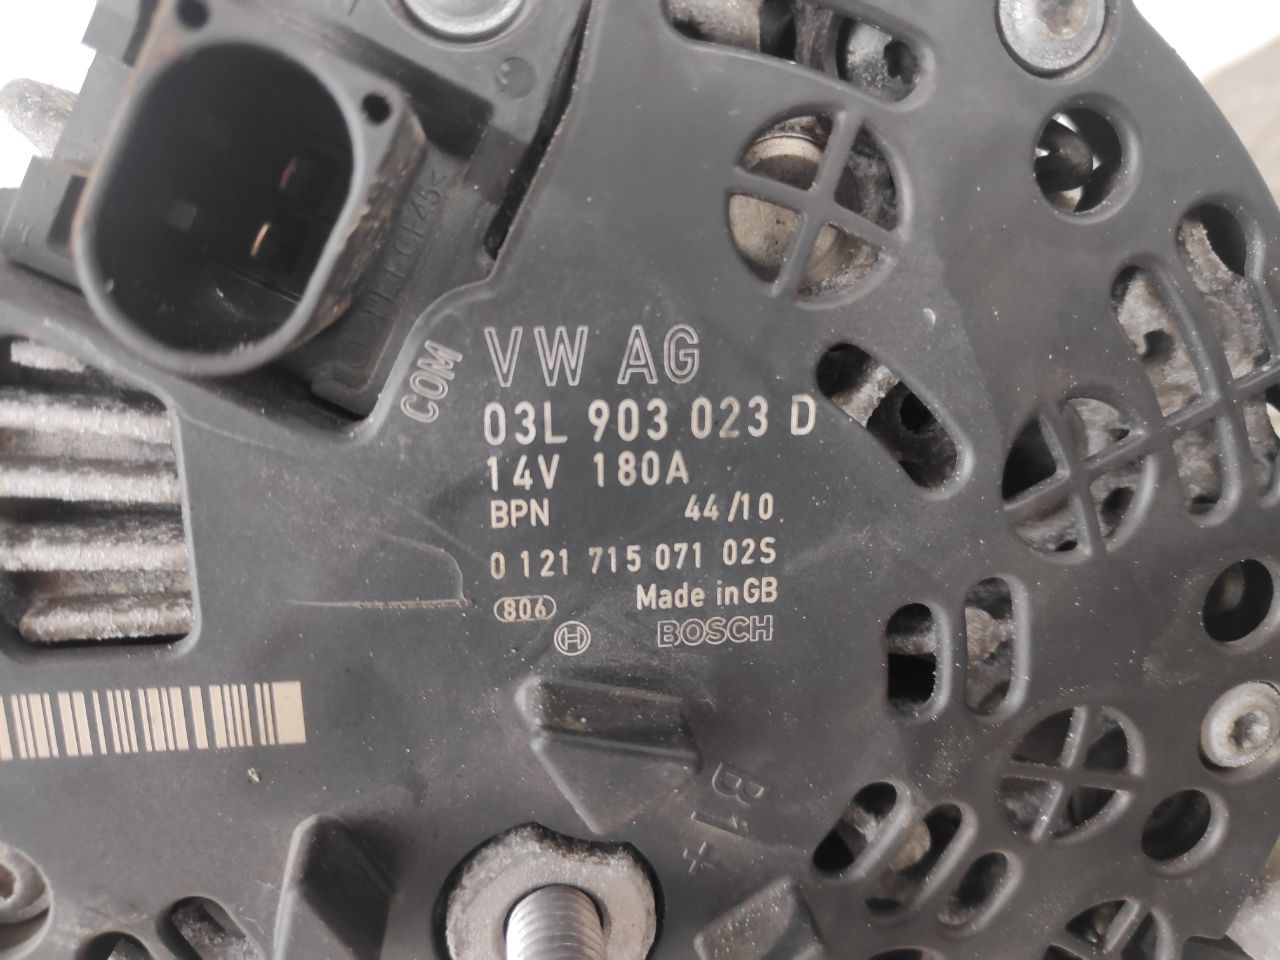 COM
VW AG
03L 903 023 D
14V 180A
BPN 44/10
0 121 715 071 02S
806
Made in GB
BOSCH
B1+